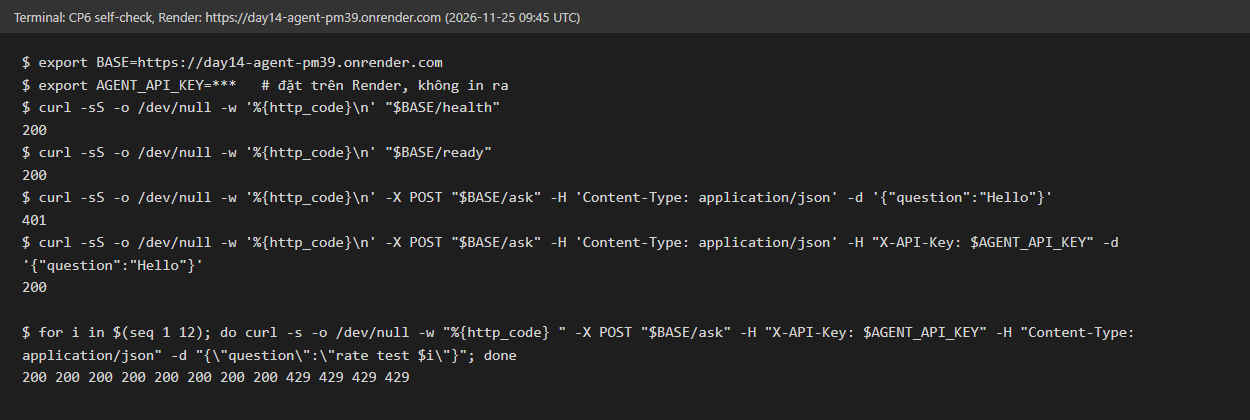 Terminal: CP6 self-check, Render: https://day14-agent-pm39.onrender.com (2026-11-25 09:45 UTC)
$ export BASE=https://day14-agent-pm39.onrender.com
$ export AGENT_API_KEY=***   # đặt trên Render, không in ra
$ curl -sS -o /dev/null -w '%{http_code}\n' "$BASE/health"
200
$ curl -sS -o /dev/null -w '%{http_code}\n' "$BASE/ready"
200
$ curl -sS -o /dev/null -w '%{http_code}\n' -X POST "$BASE/ask" -H 'Content-Type: application/json' -d '{"question":"Hello"}'
401
$ curl -sS -o /dev/null -w '%{http_code}\n' -X POST "$BASE/ask" -H 'Content-Type: application/json' -H "X-API-Key: $AGENT_API_KEY" -d
'{"question":"Hello"}'
200
$ for i in $(seq 1 12); do curl -s -o /dev/null -w "%{http_code} " -X POST "$BASE/ask" -H "X-API-Key: $AGENT_API_KEY" -H "Content-Type:
application/json" -d "{\"question\":\"rate test $i\"}"; done
200 200 200 200 200 200 200 200 429 429 429 429